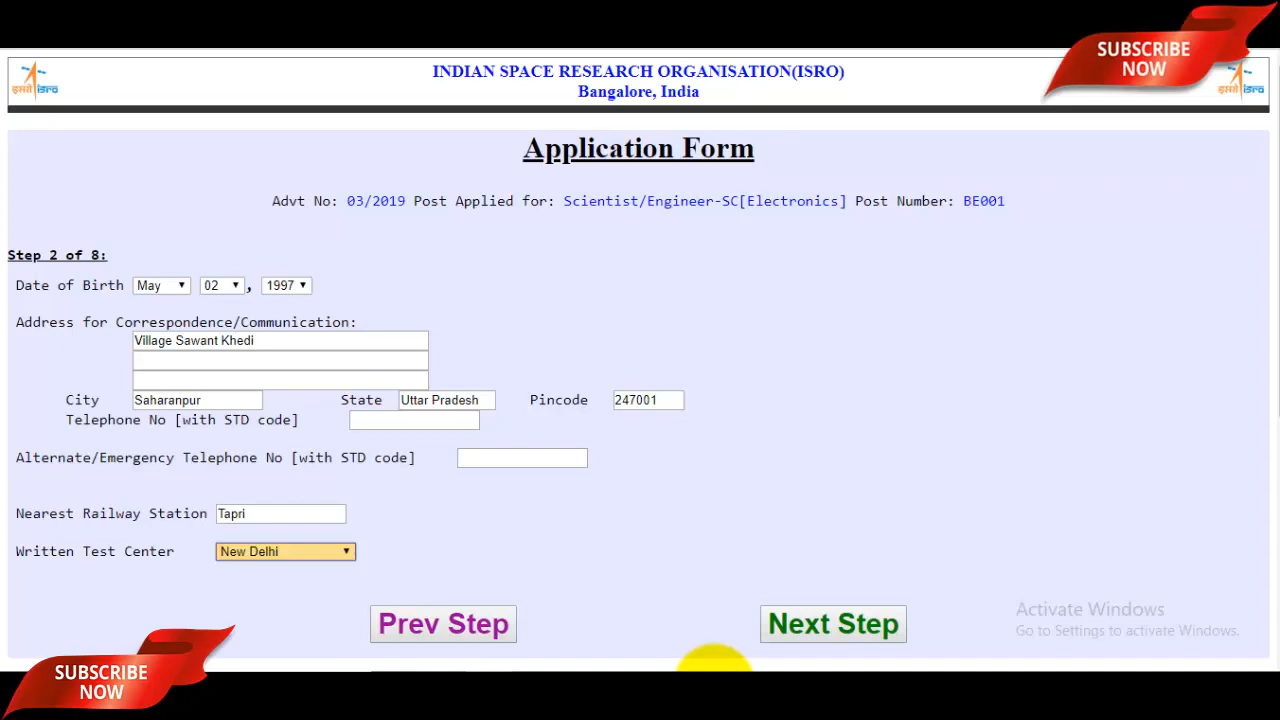 SUBSCRIBE
NOW
INDIAN SPACE RESEARCH ORGANISATION(ISRO)
Bangalore, India
इसरो isro
इसरो isro
Application Form
Advt No: 03/2019 Post Applied for: Scientist/Engineer-SC[Electronics] Post Number: BE001
Step 2 of 8:
Date of Birth May 02 , 1997
Address for Correspondence/Communication:
Village Sawant Khedi
City Saharanpur State Uttar Pradesh Pincode 247001
Telephone No [with STD code]
Alternate/Emergency Telephone No [with STD code]
Nearest Railway Station Tapri
Written Test Center New Delhi
Prev Step Next Step
Activate Windows
Go to Settings to activate Windows.
SUBSCRIBE
NOW